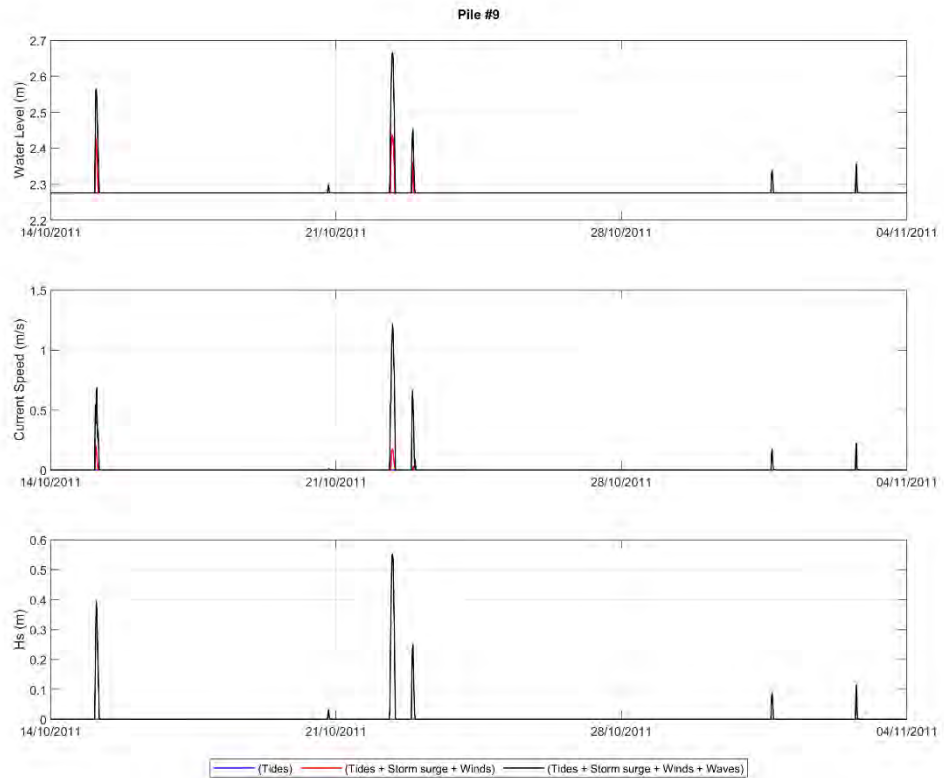 Pile #9
2.7
2.6
2.5
2.4
2.3
2.2
Water Level (m)
14/10/2011 21/10/2011 28/10/2011 04/11/2011
1.5
1
0.5
0
Current Speed (m/s)
14/10/2011 21/10/2011 28/10/2011 04/11/2011
0.6
0.5
0.4
0.3
0.2
0.1
0
Hs (m)
14/10/2011 21/10/2011 28/10/2011 04/11/2011
(Tides) (Tides + Storm surge + Winds) (Tides + Storm surge + Winds + Waves)